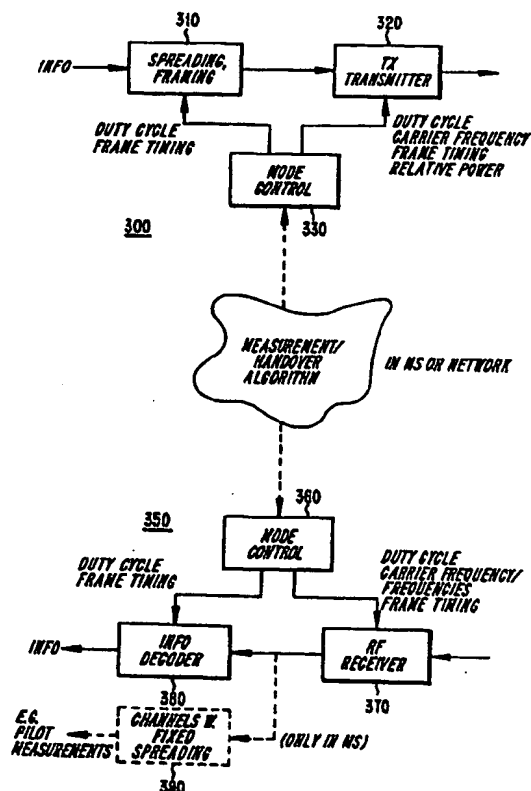 310
320
INFO
SPREADING,
FRAMING
TX
TRANSMITTER
DUTY CYCLE
FRAME TIMING
DUTY CYCLE
CARRIER FREQUENCY
FRAME TIMING
RELATIVE POWER
MODE
CONTROL
330
300
MEASUREMENT/
HANDOVER
ALGORITHM
IN MS OR NETWORK
360
350
MODE
CONTROL
DUTY CYCLE
FRAME TIMING
DUTY CYCLE
CARRIER FREQUENCY/
FREQUENCIES
FRAME TIMING
INFO
INFO
DECODER
RF
RECEIVER
380
370
E.G.
PILOT
MEASUREMENTS
CHANNELS W.
FIXED
SPREADING
(ONLY IN MS)
390